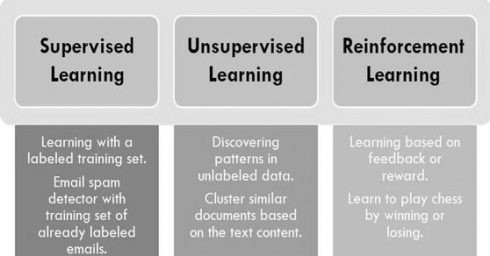 Supervised
Learning
Learning with a
labeled training set.
Email spam
detector with
training set of
already labeled
emails.
Unsupervised
Learning
Discovering
patterns in
unlabeled data.
Cluster similar
documents based
on the text content.
Reinforcement
Learning
Learning based on
feedback or
reward.
Learn to play chess
by winning or
losing.